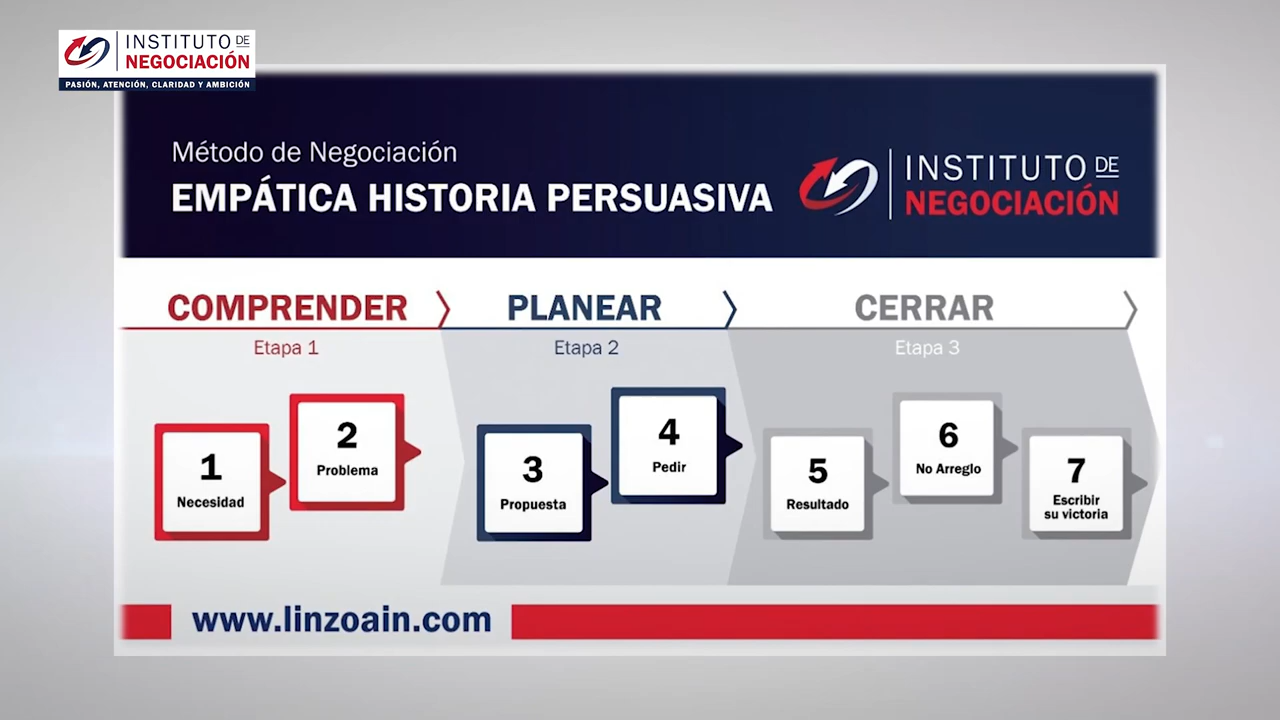 INSTITUTO DE
NEGOCIACIÓN
PASIÓN, ATENCIÓN, CLARIDAD Y AMBICIÓN
Método de Negociación
EMPÁTICA HISTORIA PERSUASIVA
INSTITUTO DE
NEGOCIACIÓN
COMPRENDER
Etapa 1
PLANEAR
Etapa 2
CERRAR
Etapa 3
1
Necesidad
2
Problema
3
Propuesta
4
Pedir
5
Resultado
6
No Arreglo
7
Escribir
su victoria
www.linzoain.com